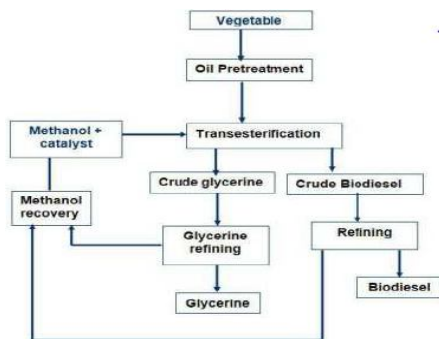 Vegetable
Oil Pretreatment
Methanol +
catalyst
Transesterification
Crude glycerine
Crude Biodiesel
Methanol
recovery
Glycerine
refining
Refining
Glycerine
Biodiesel